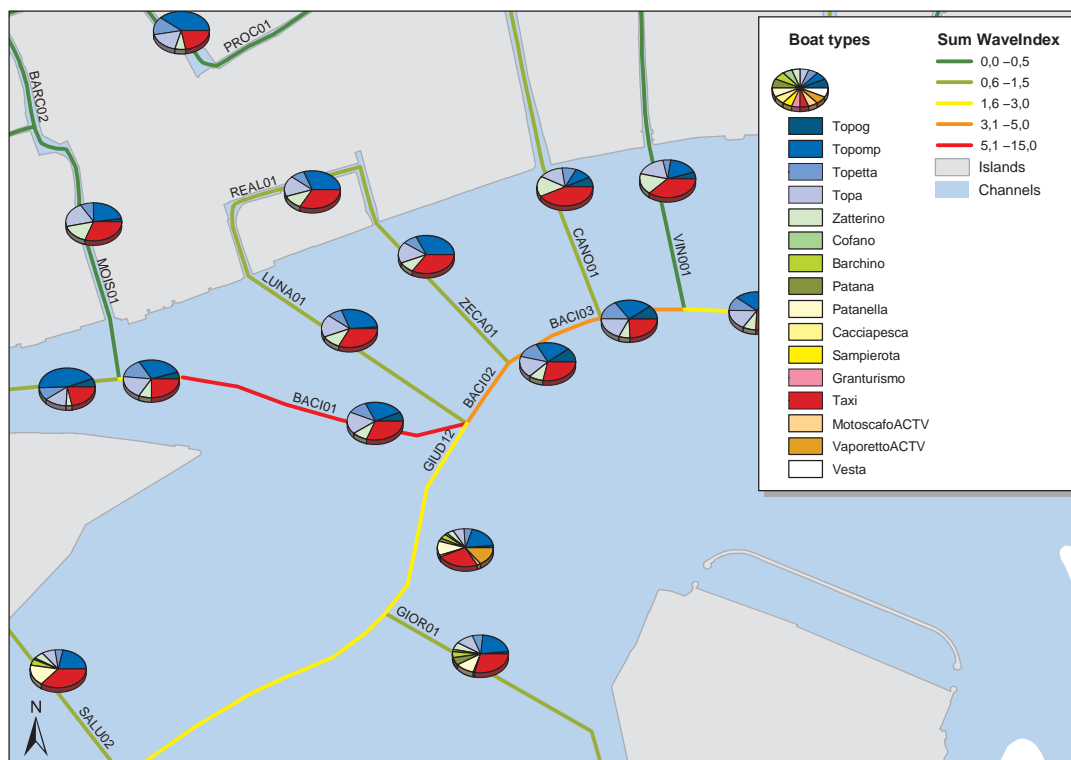 PROC01
BARC02
REAL01
MOIS01
LUNA01
ZECA01
CANO01
VIN001
BACI03
BACI02
BACI01
GIUD12
GIOR01
SALU02
N
Boat types
Topog
Topomp
Topetta
Topa
Zatterino
Cofano
Barchino
Patana
Patanella
Cacciapesca
Sampierota
Granturismo
Taxi
MotoscafoACTV
VaporettoACTV
Vesta
Sum WaveIndex
0,0 –0,5
0,6 –1,5
1,6 –3,0
3,1 –5,0
5,1 –15,0
Islands
Channels